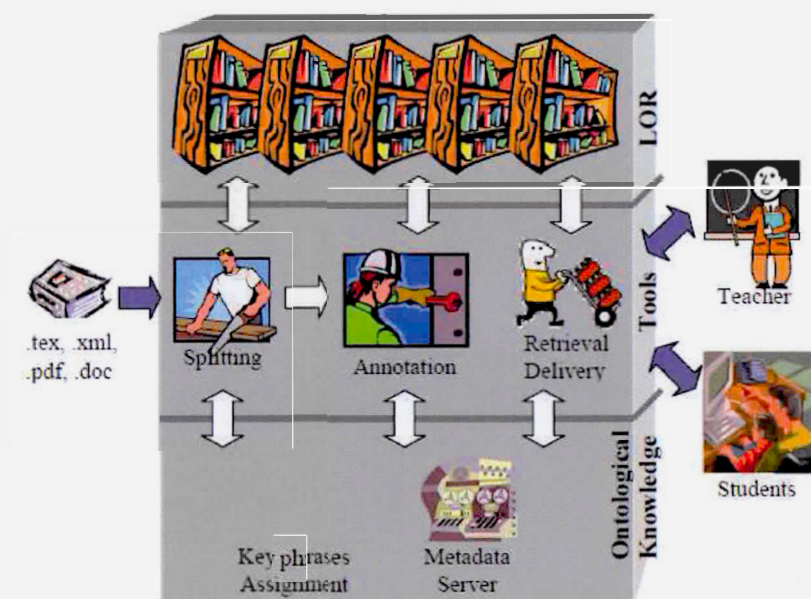 LOR
Tools
Teacher
.tex, .xml,
.pdf, .doc
Splitting
Annotation
Retrieval
Delivery
Students
Ontological
Knowledge
Key phrases
Assignment
Metadata
Server